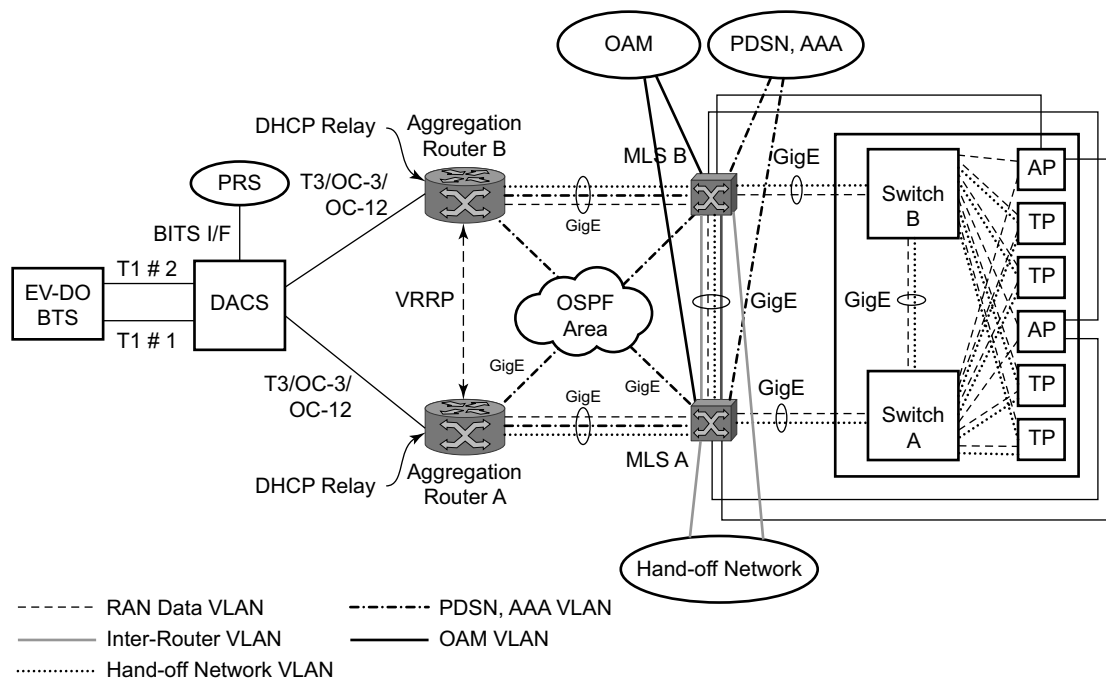 OAM
PDSN, AAA
DHCP Relay
Aggregation
Router B
MLS B
GigE
PRS
T3/OC-3/
OC-12
GigE
Switch
B
AP
TP
TP
AP
TP
TP
BITS I/F
T1 # 2
EV-DO
BTS
DACS
T1 # 1
VRRP
OSPF
Area
GigE
GigE
GigE
GigE
T3/OC-3/
OC-12
GigE
GigE
Switch
A
MLS A
DHCP Relay
Aggregation
Router A
Hand-off Network
RAN Data VLAN
PDSN, AAA VLAN
Inter-Router VLAN
OAM VLAN
Hand-off Network VLAN